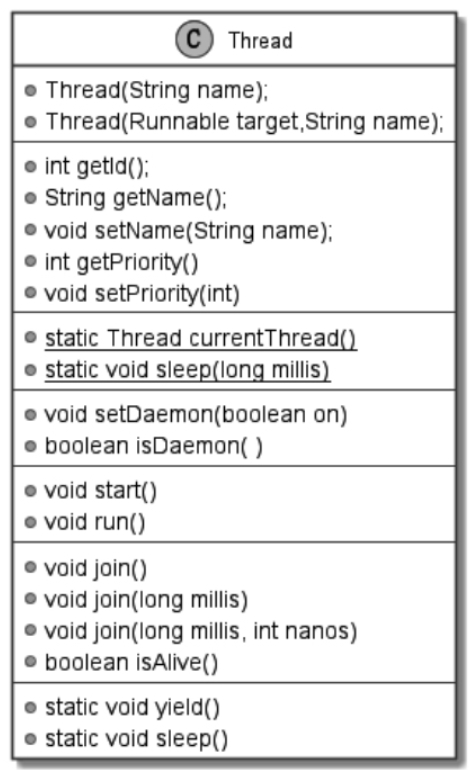 C Thread
Thread(String name);
Thread(Runnable target,String name);
int getId();
String getName();
void setName(String name);
int getPriority()
void setPriority(int)
static Thread currentThread()
static void sleep(long millis)
void setDaemon(boolean on)
boolean isDaemon( )
void start()
void run()
void join()
void join(long millis)
void join(long millis, int nanos)
boolean isAlive()
static void yield()
static void sleep()